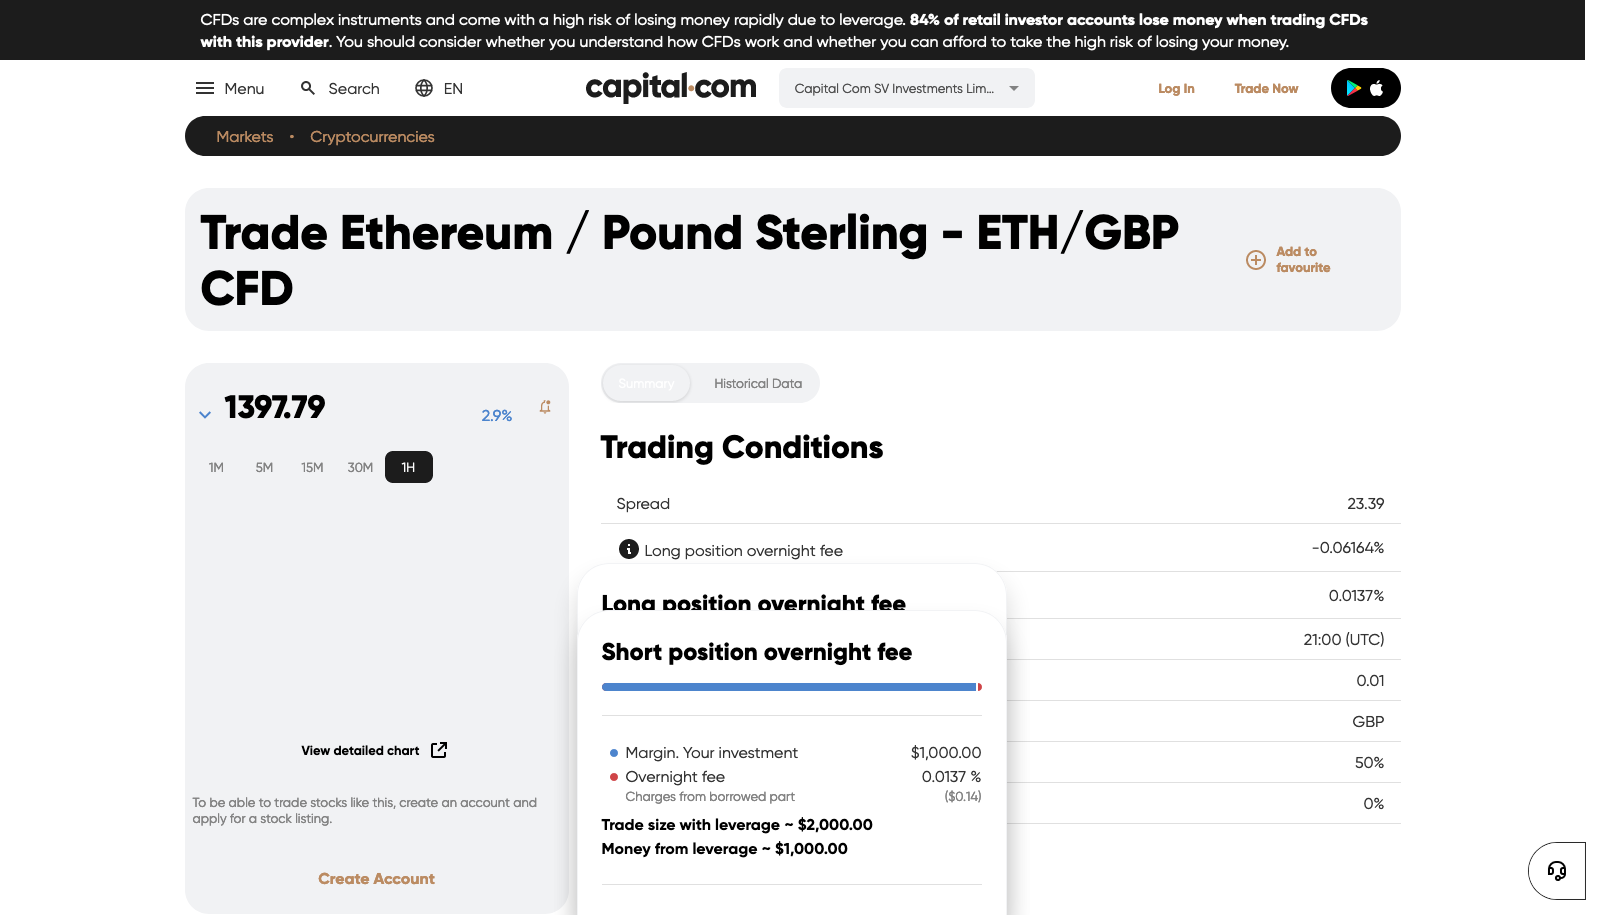 CFDs are complex instruments and come with a high risk of losing money rapidly due to leverage. 84% of retail investor accounts lose money when trading CFDs
with this provider. You should consider whether you understand how CFDs work and whether you can afford to take the high risk of losing your money.
Menu
Search
EN
capital.com
Capital Com SV Investments Lim...
Log In
Trade Now
Markets • Cryptocurrencies
Trade Ethereum / Pound Sterling - ETH/GBP
CFD
Add to
favourite
1397.79
2.9%
1M 5M 15M 30M 1H
View detailed chart
To be able to trade stocks like this, create an account and
apply for a stock listing.
Create Account
Summary
Historical Data
Trading Conditions
Spread 23.39
Long position overnight fee -0.06164%
0.0137%
21:00 (UTC)
0.01
GBP
50%
0%
Long position overnight fee
Short position overnight fee
Margin. Your investment $1,000.00
Overnight fee 0.0137 %
Charges from borrowed part ($0.14)
Trade size with leverage ~ $2,000.00
Money from leverage ~ $1,000.00